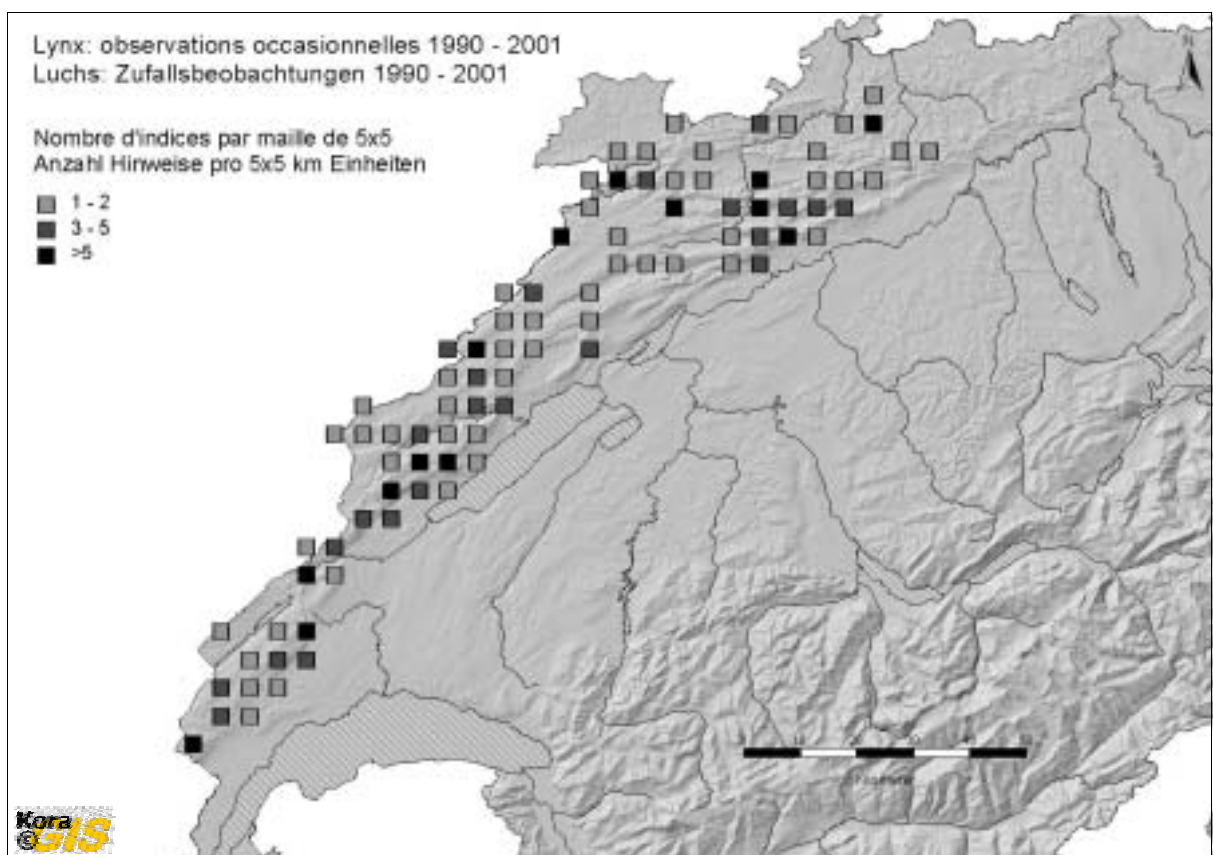 Lynx: observations occasionnelles 1990 - 2001
Luchs: Zufallsbeobachtungen 1990 - 2001
Nombre d'indices par maille de 5x5
Anzahl Hinweise pro 5x5 km Einheiten
1 - 2
3 - 5
>5
N
Kora
©
GIS